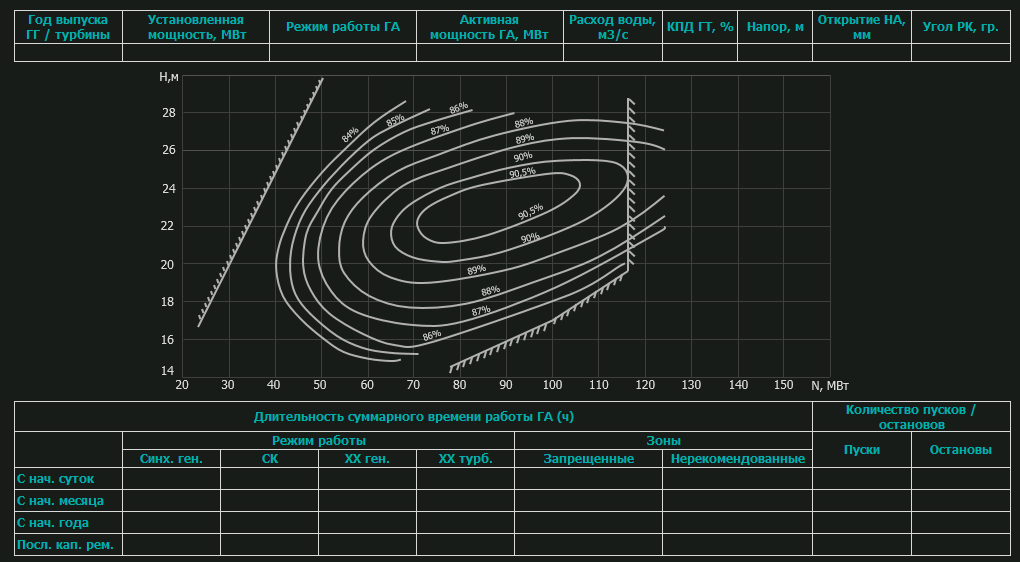 Год выпуска
ГГ / турбины
Установленная
мощность, МВт
Режим работы ГА
Активная
мощность ГА, МВт
Расход воды,
м3/с
КПД ГТ, %
Напор, м
Открытие НА,
мм
Угол РК, гр.
Н,м
28
26
24
22
20
18
16
14
84%
85%
86%
87%
88%
89%
90%
90,5%
90,5%
90%
89%
88%
87%
86%
20 30 40 50 60 70 80 90 100 110 120 130 140 150 N, МВт
Длительность суммарного времени работы ГА (ч)
Количество пусков /
остановов
Режим работы
Зоны
Пуски
Остановы
Синх. ген.
СК
ХХ ген.
ХХ турб.
Запрещенные
Нерекомендованные
С нач. суток
С нач. месяца
С нач. года
Посл. кап. рем.